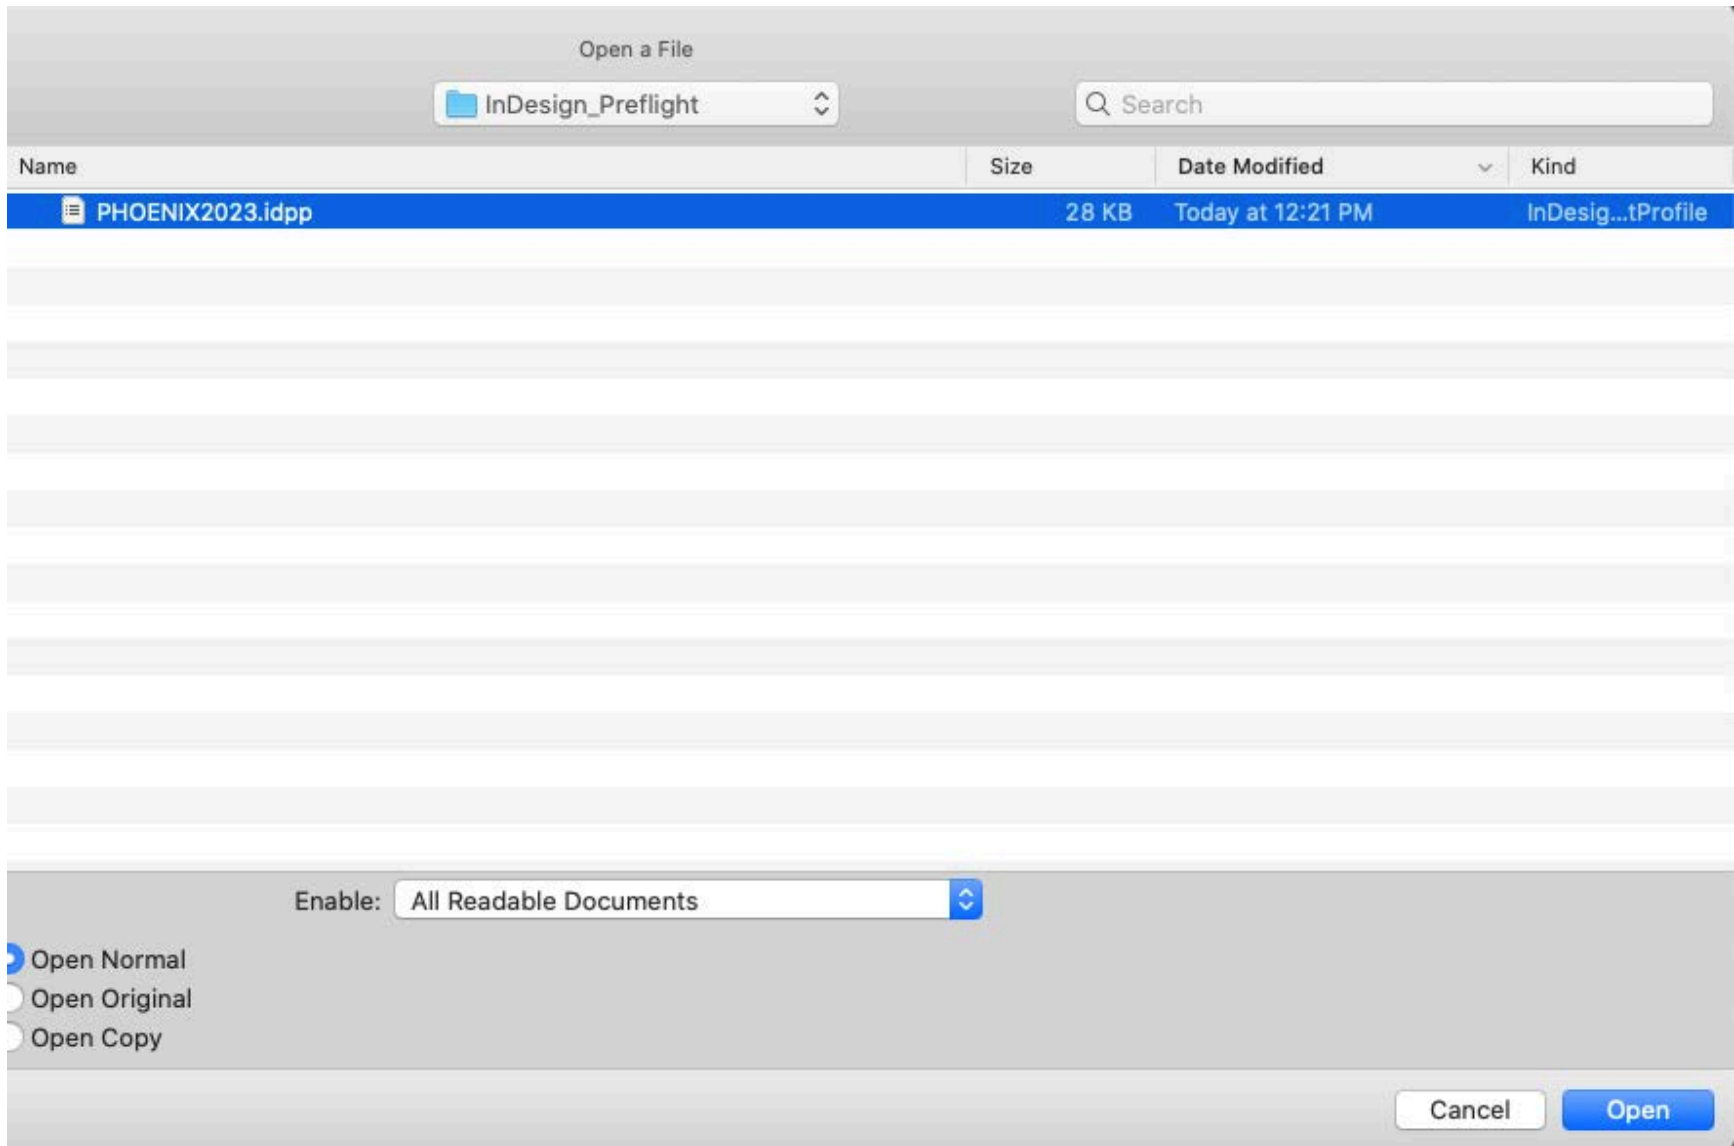 Open a File
InDesign_Preflight
Search
Name Size Date Modified Kind
PHOENIX2023.idpp 28 KB Today at 12:21 PM InDesig...tProfile
Enable: All Readable Documents
Open Normal
Open Original
Open Copy
Cancel Open